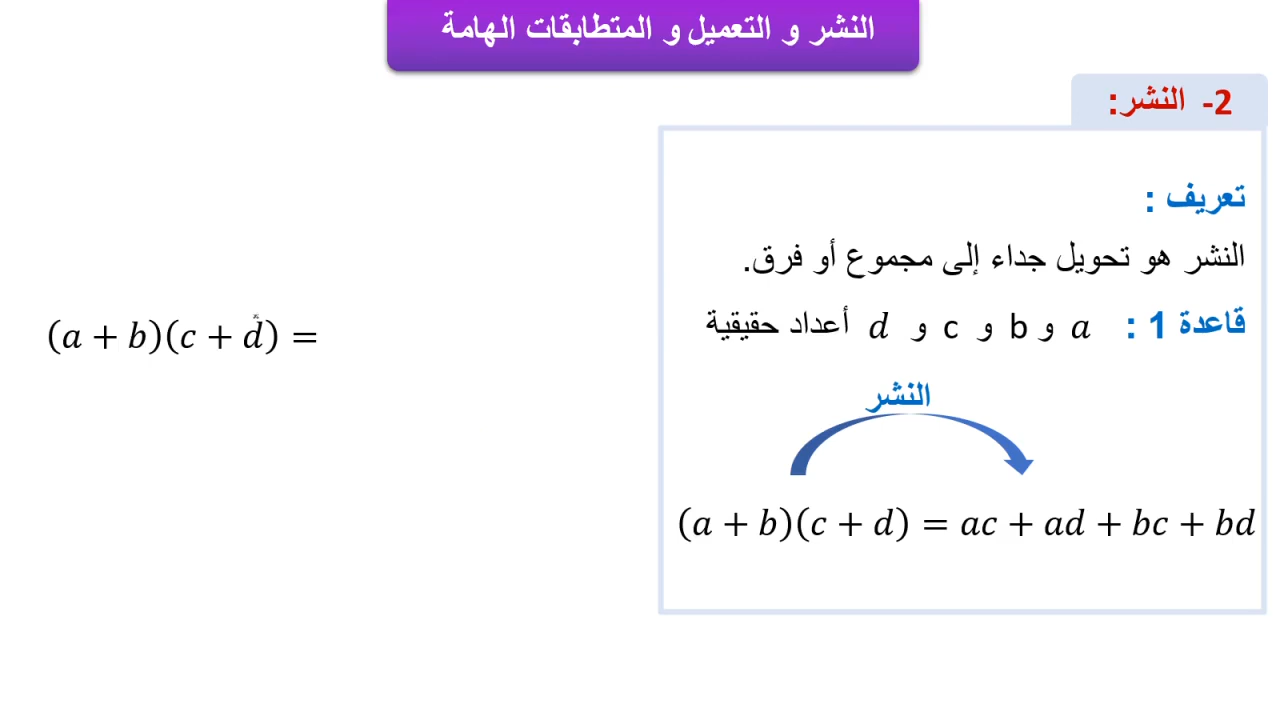 النشر و التعميل و المتطابقات الهامة
2- النشر:
تعريف :
النشر هو تحويل جداء إلى مجموع أو فرق.
قاعدة 1 : a و b و c و d أعداد حقيقية
النشر
(a + b)(c + d) = ac + ad + bc + bd
(a + b)(c + d) =